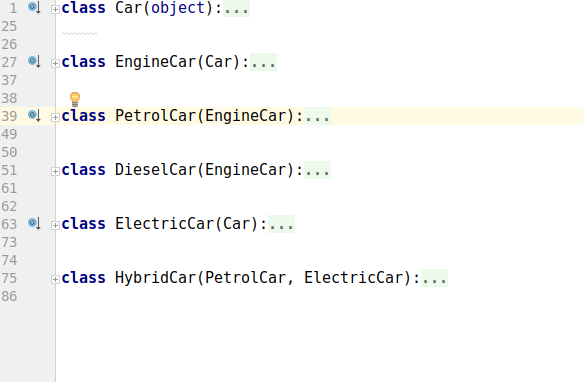 1 class Car(object):...
25
26
27 class EngineCar(Car):...
37
38
39 class PetrolCar(EngineCar):...
49
50
51 class DieselCar(EngineCar):...
61
62
63 class ElectricCar(Car):...
73
74
75 class HybridCar(PetrolCar, ElectricCar):...
86